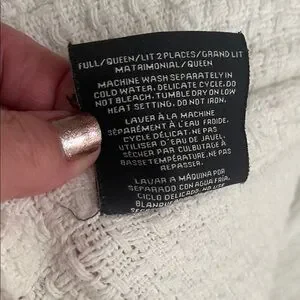 FULL/QUEEN/LIT 2 PLACES/GRAND LIT
MATRIMONIAL/QUEEN
MACHINE WASH SEPARATELY IN
COLD WATER, DELICATE CYCLE. DO
NOT BLEACH. TUMBLE DRY ON LOW
HEAT SETTING. DO NOT IRON.
LAVER À LA MACHINE
SÉPARÉMENT À L'EAU FROIDE,
CYCLE DÉLICAT. NE PAS
UTILISER D'EAU DE JAVEL.
SÉCHER PAR CULBUTAGE À
BASSE TEMPÉRATURE. NE PAS
REPASSER.
LAVAR A MÁQUINA POR
SEPARADO CON AGUA FRÍA,
CICLO DELICADO. NO